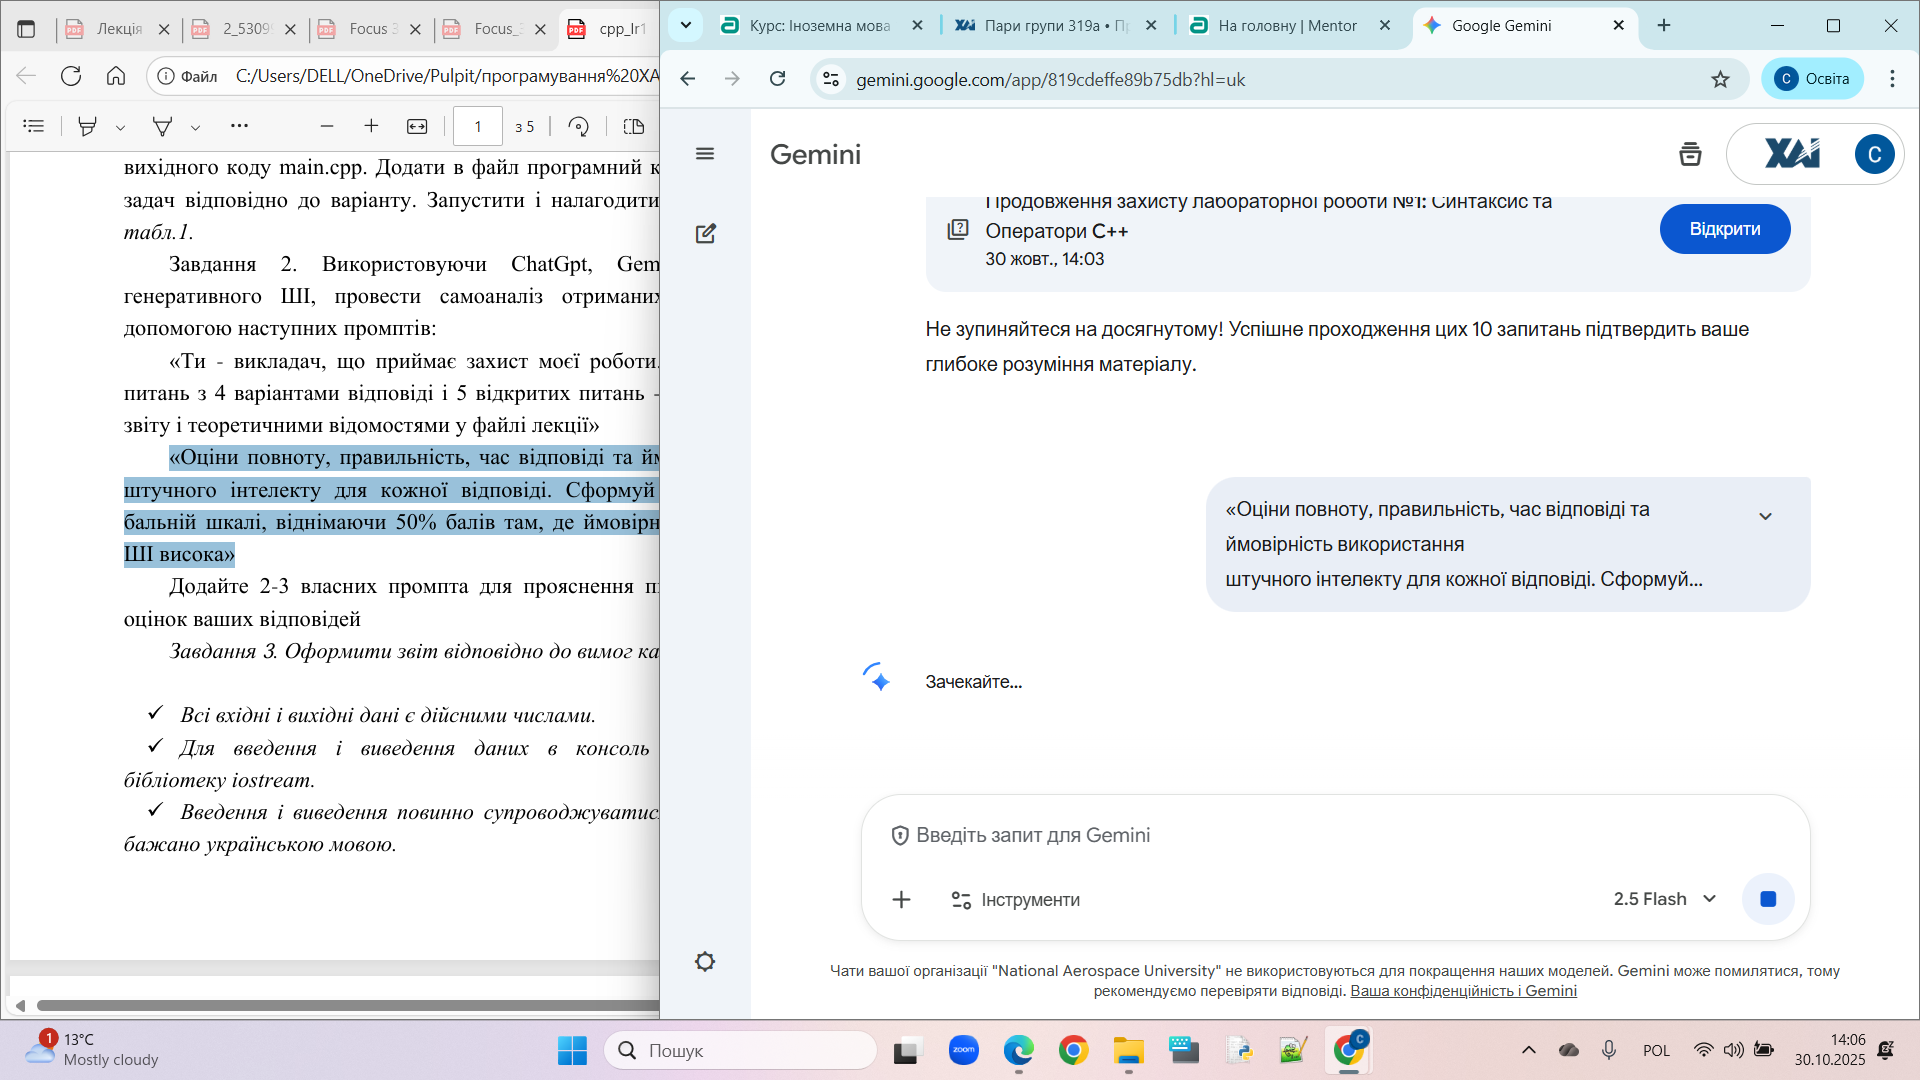 Лекція
2_5309
Focus 3
Focus_3
cpp_lr1
Файл
C:/Users/DELL/OneDrive/Pulpit/програмування%20ХА
1
з 5
вихідного коду main.cpp. Додати в файл програмний к
задач відповідно до варіанту. Запустити і налагодити
табл.1.
Завдання 2. Використовуючи ChatGpt, Gem
генеративного ШІ, провести самоаналіз отриманих
допомогою наступних промптів:
«Ти - викладач, що приймає захист моєї роботи.
питань з 4 варіантами відповіді і 5 відкритих питань -
звіту і теоретичними відомостями у файлі лекції»
«Оціни повноту, правильність, час відповіді та йм
штучного інтелекту для кожної відповіді. Сформуй
бальній шкалі, віднімаючи 50% балів там, де ймовірн
ШІ висока»
Додайте 2-3 власних промпта для прояснення п
оцінок ваших відповідей
Завдання 3. Оформити звіт відповідно до вимог ка
✓ Всі вхідні і вихідні дані є дійсними числами.
✓ Для введення і виведення даних в консоль
бібліотеку iostream.
✓ Введення і виведення повинно супроводжуватис
бажано українською мовою.
Курс: Іноземна мова
Пари групи 319а • Пр
На головну | Mentor
Google Gemini
gemini.google.com/app/819cdeffe89b75db?hl=uk
С
Освіта
Gemini
ХАІ
С
Продовження захисту лабораторної роботи №1: Синтаксис та
Оператори C++
30 жовт., 14:03
Відкрити
Не зупиняйтеся на досягнутому! Успішне проходження цих 10 запитань підтвердить ваше
глибоке розуміння матеріалу.
«Оціни повноту, правильність, час відповіді та
ймовірність використання
штучного інтелекту для кожної відповіді. Сформуй...
Зачекайте...
Введіть запит для Gemini
Інструменти
2.5 Flash
Чати вашої організації "National Aerospace University" не використовуються для покращення наших моделей. Gemini може помилятися, тому
рекомендуємо перевіряти відповіді. Ваша конфіденційність і Gemini
1
13°C
Mostly cloudy
Пошук
zoom
C
POL
14:06
30.10.2025